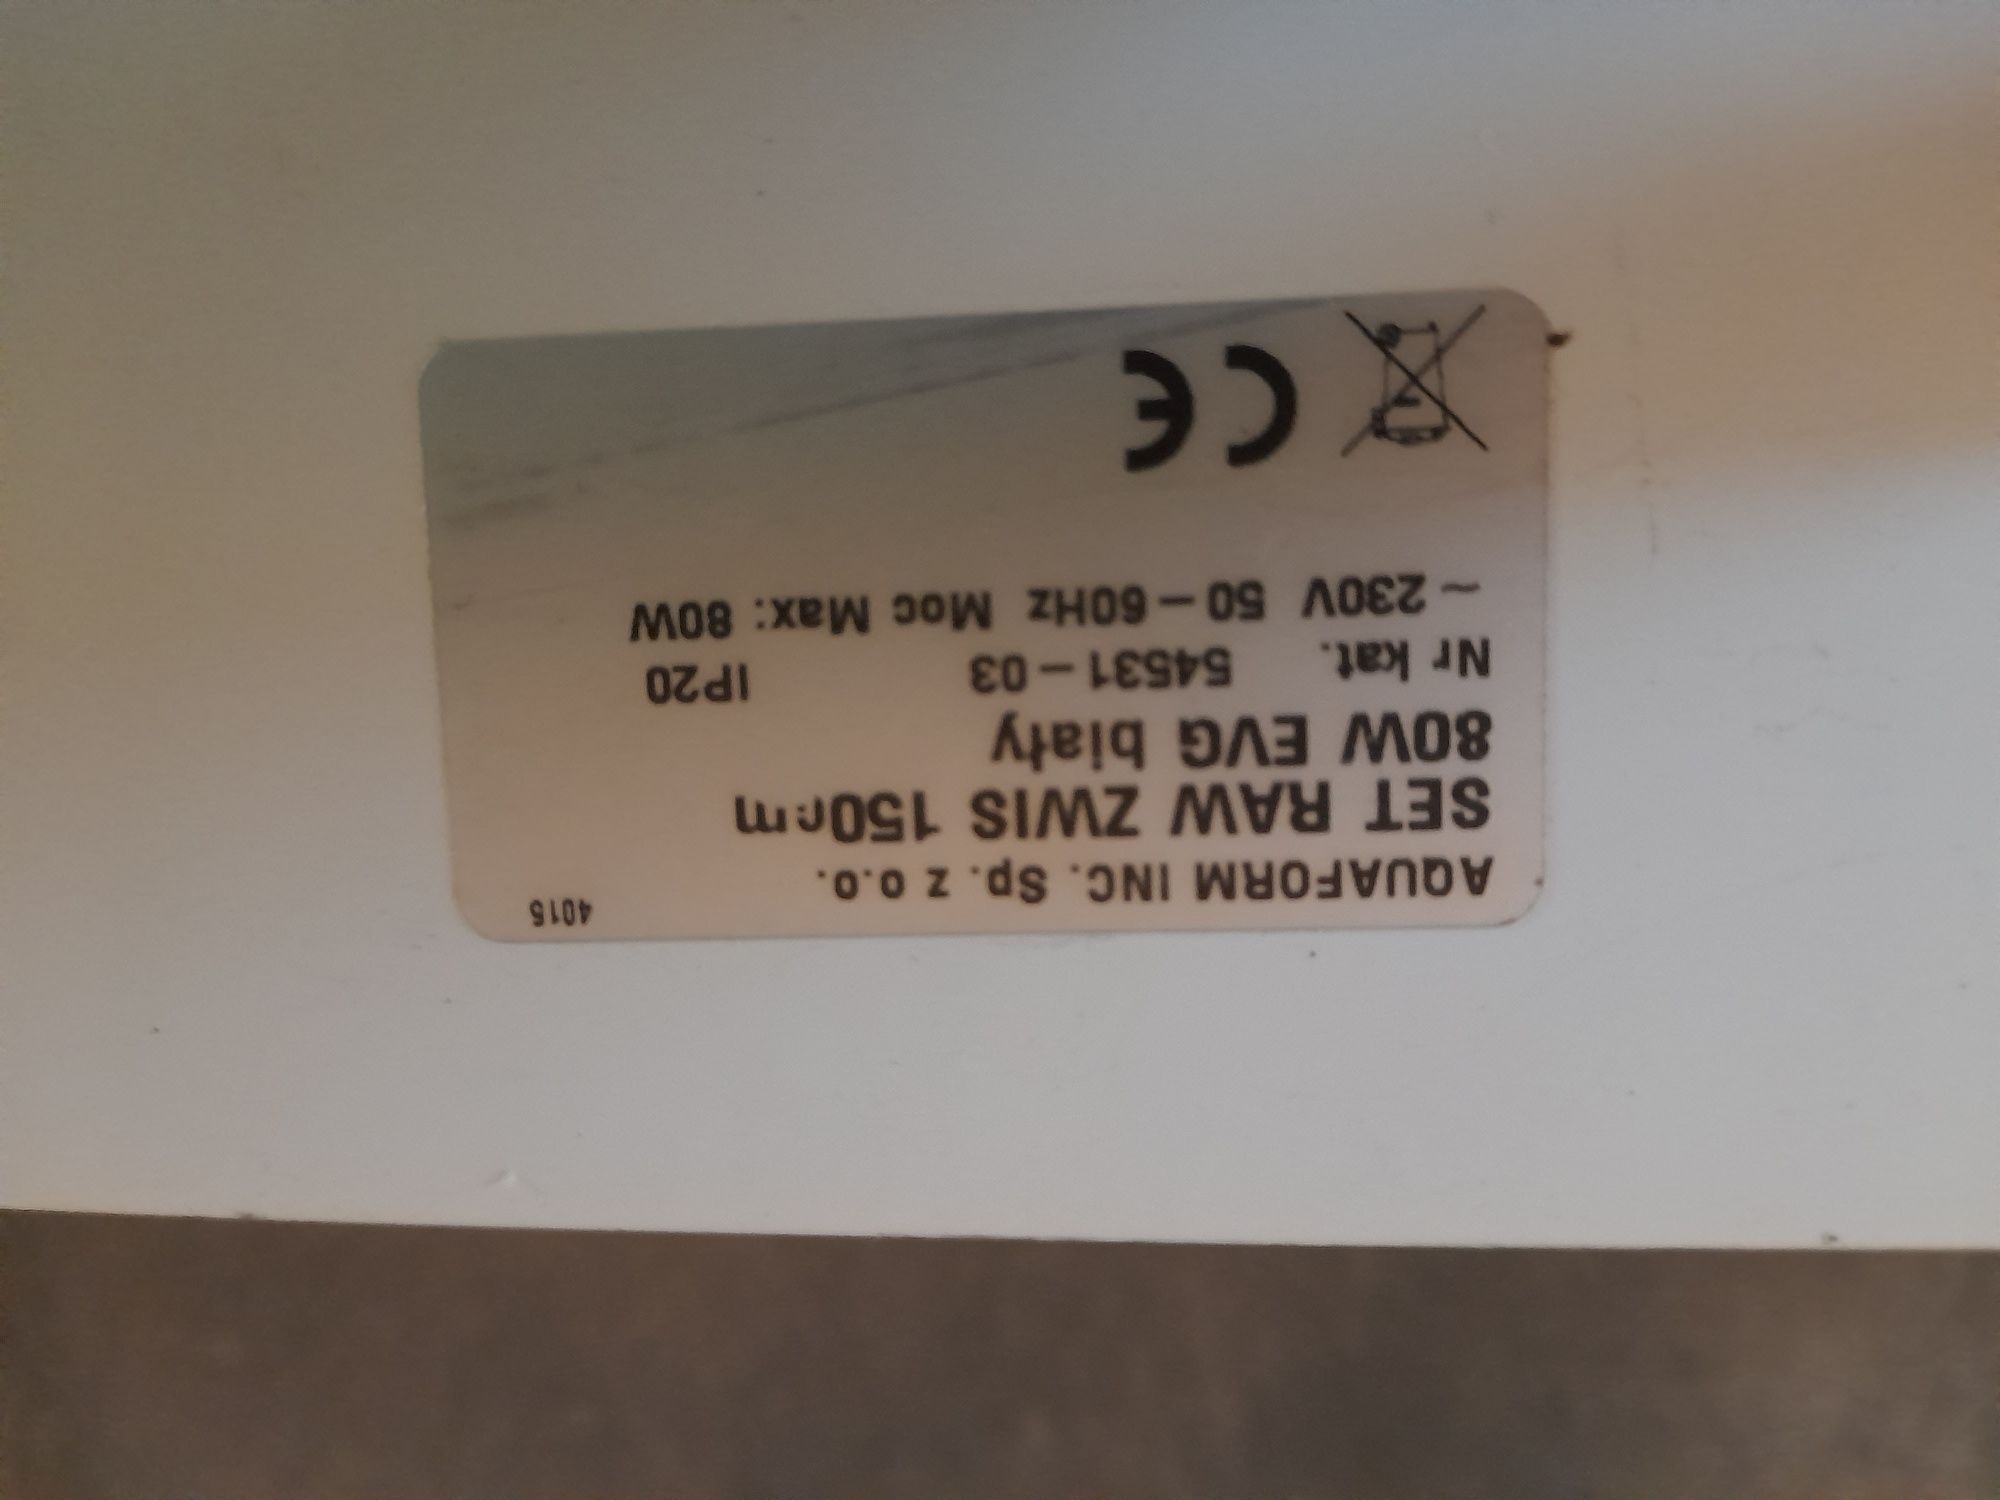 4015
AQUAFORM INC. Sp. z o.o.
SET RAW ZWIS 150cm
80W EVG biały
Nr kat. 54531-03 IP20
~230V 50-60Hz Moc Max: 80W
CE